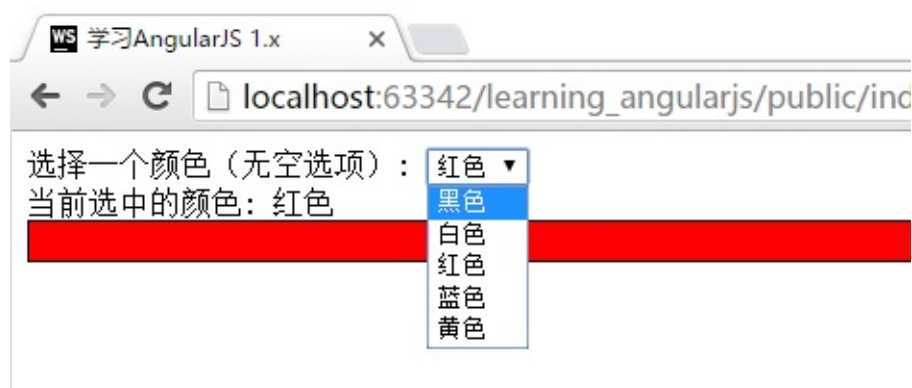 WS 学习AngularJS 1.x
localhost:63342/learning_angularjs/public/ind
选择一个颜色（无空选项）： 红色
当前选中的颜色：红色
黑色
白色
红色
蓝色
黄色